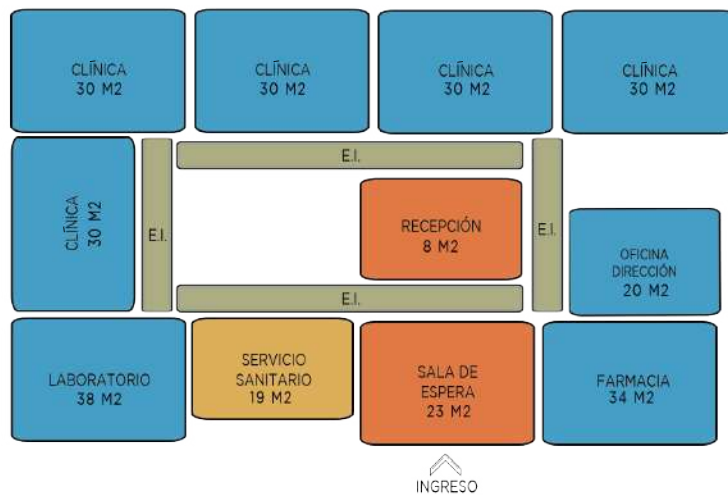 CLÍNICA
30 M2
CLÍNICA
30 M2
CLÍNICA
30 M2
CLÍNICA
30 M2
CLÍNICA
30 M2
E.I.
E.I.
E.I.
RECEPCIÓN
8 M2
E.I.
OFICINA
DIRECCIÓN
20 M2
LABORATORIO
38 M2
SERVICIO
SANITARIO
19 M2
SALA DE
ESPERA
23 M2
FARMACIA
34 M2
INGRESO